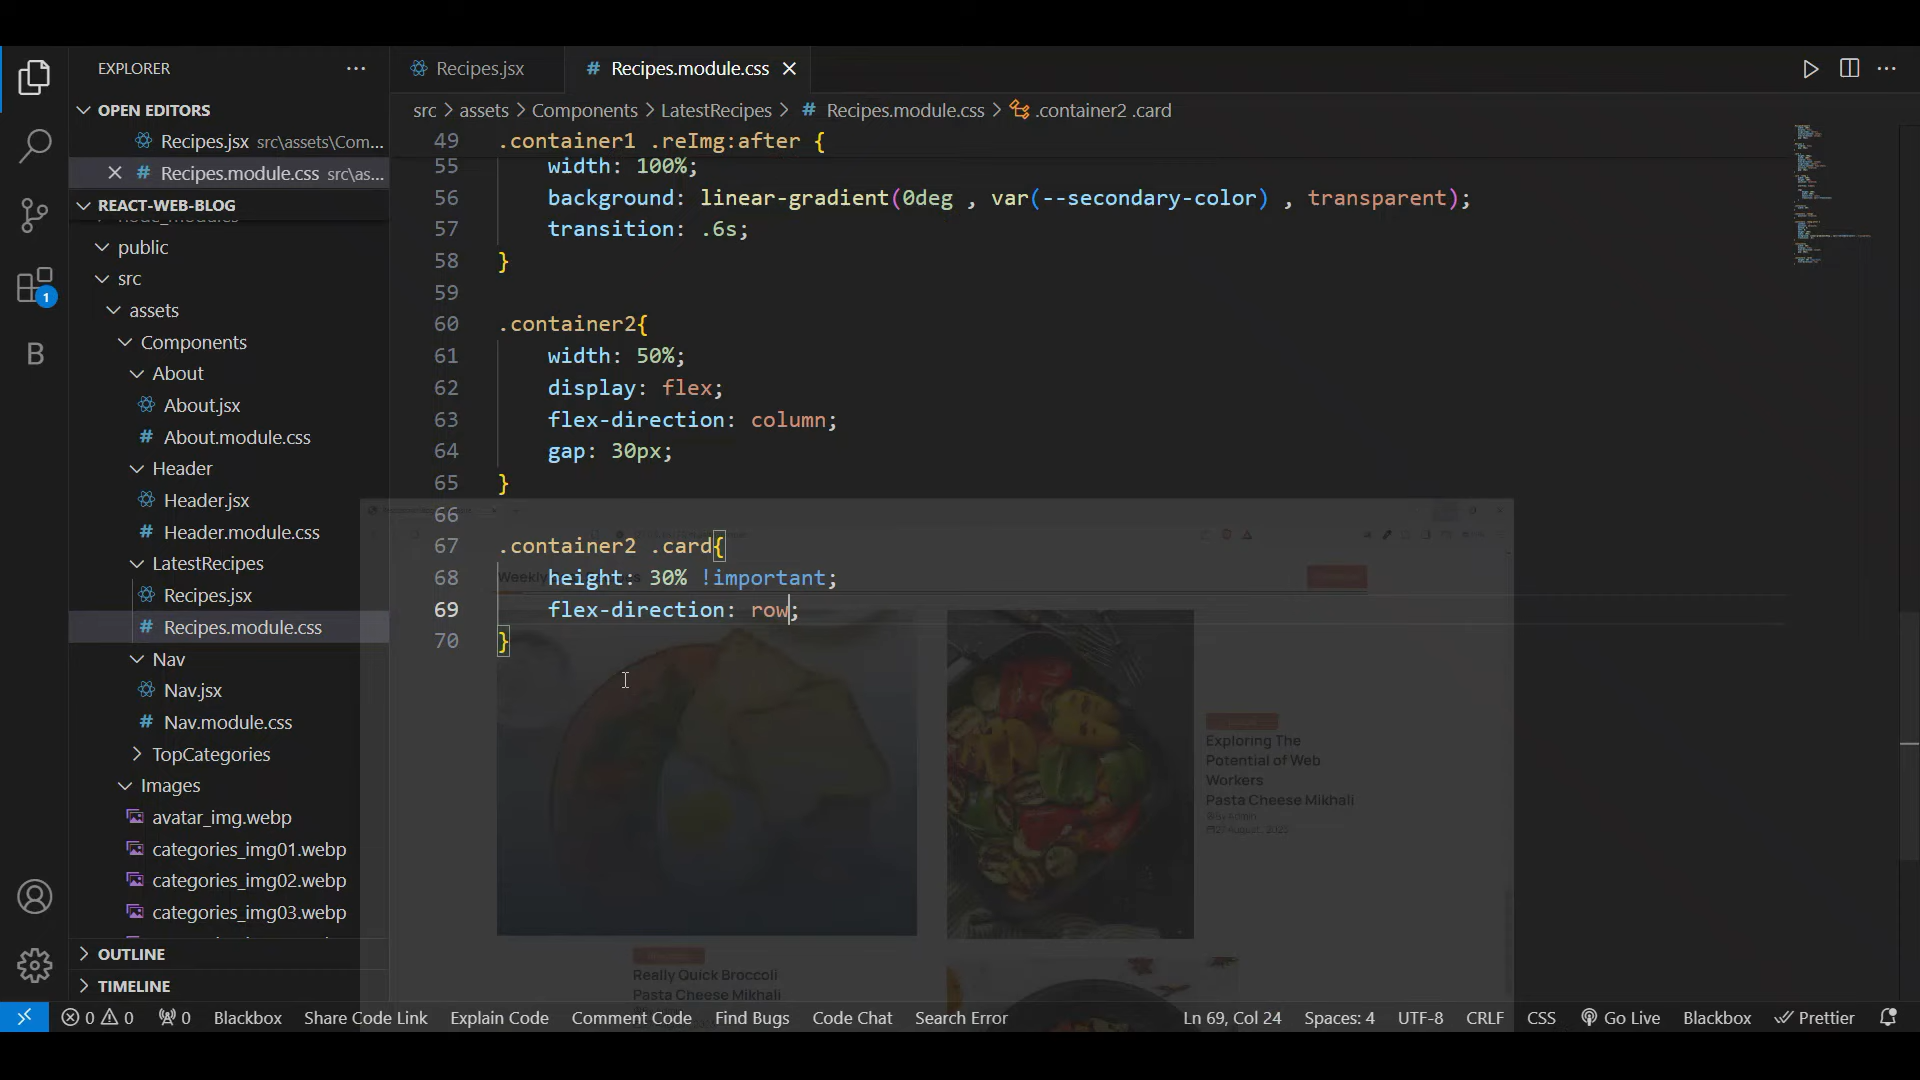 EXPLORER
OPEN EDITORS
Recipes.jsx src\assets\Com...
Recipes.module.css src\as...
REACT-WEB-BLOG
node_modules
public
src
assets
Components
About
About.jsx
About.module.css
Header
Header.jsx
Header.module.css
LatestRecipes
Recipes.jsx
Recipes.module.css
Nav
Nav.jsx
Nav.module.css
TopCategories
Images
avatar_img.webp
categories_img01.webp
categories_img02.webp
categories_img03.webp
OUTLINE
TIMELINE
1
B
Recipes.jsx
Recipes.module.css
src > assets > Components > LatestRecipes > # Recipes.module.css > .container2 .card
49 .container1 .reImg:after {
55 width: 100%;
56 background: linear-gradient(0deg , var(--secondary-color) , transparent);
57 transition: .6s;
58 }
59
60 .container2{
61 width: 50%;
62 display: flex;
63 flex-direction: column;
64 gap: 30px;
65 }
66
67 .container2 .card{
68 height: 30% !important;
69 flex-direction: row;
70 }
Weekly
Exploring The
Potential of Web
Workers
Pasta Cheese Mikhali
By Admin
27 August, 2023
Really Quick Broccoli
Pasta Cheese Mikhali
0 0 0 Blackbox Share Code Link Explain Code Comment Code Find Bugs Code Chat Search Error Ln 69, Col 24 Spaces: 4 UTF-8 CRLF CSS Go Live Blackbox Prettier